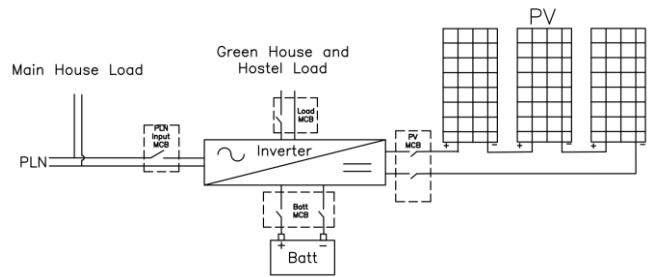 PV
Green House and
Hostel Load
Main House Load
Load
MCB
PLN
Input
MCB
PV
MCB
Inverter
PLN
+ - + - + -
Batt
MCB
+ -
Batt